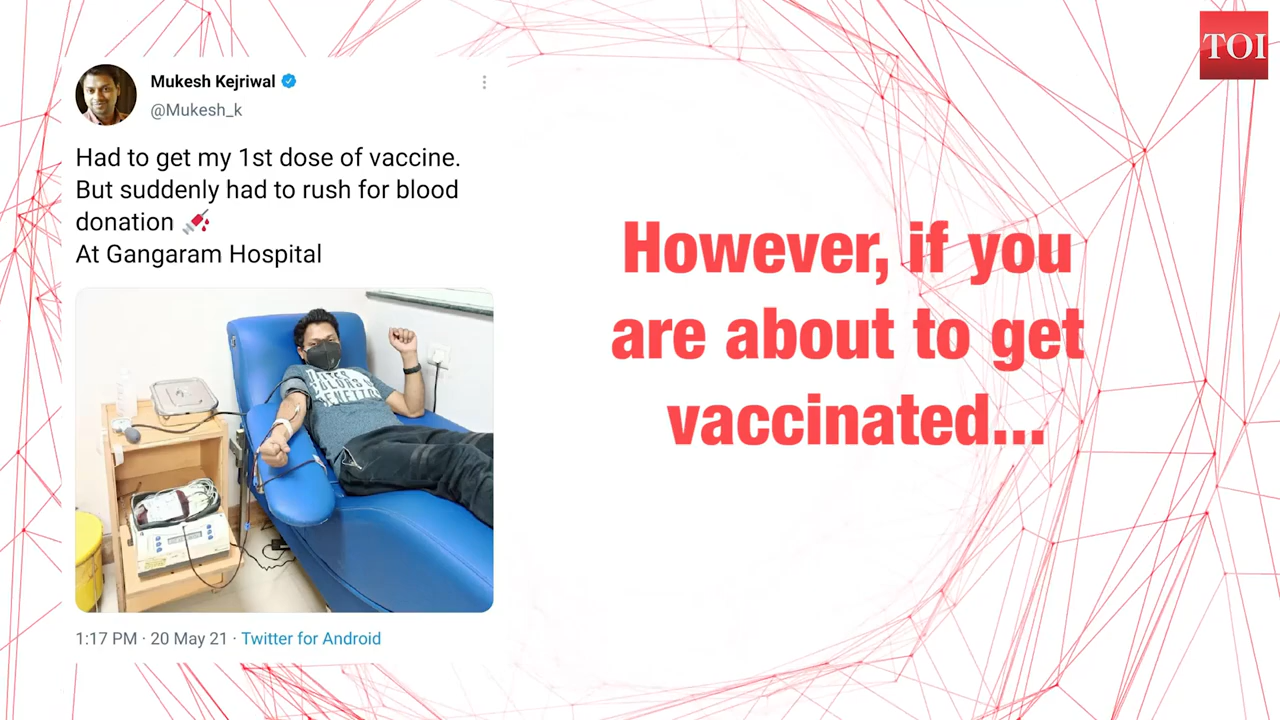 TOI
Mukesh Kejriwal
@Mukesh_k
Had to get my 1st dose of vaccine.
But suddenly had to rush for blood
donation
At Gangaram Hospital
COLORS
BENETTON
1:17 PM · 20 May 21 · Twitter for Android
However, if you
are about to get
vaccinated...